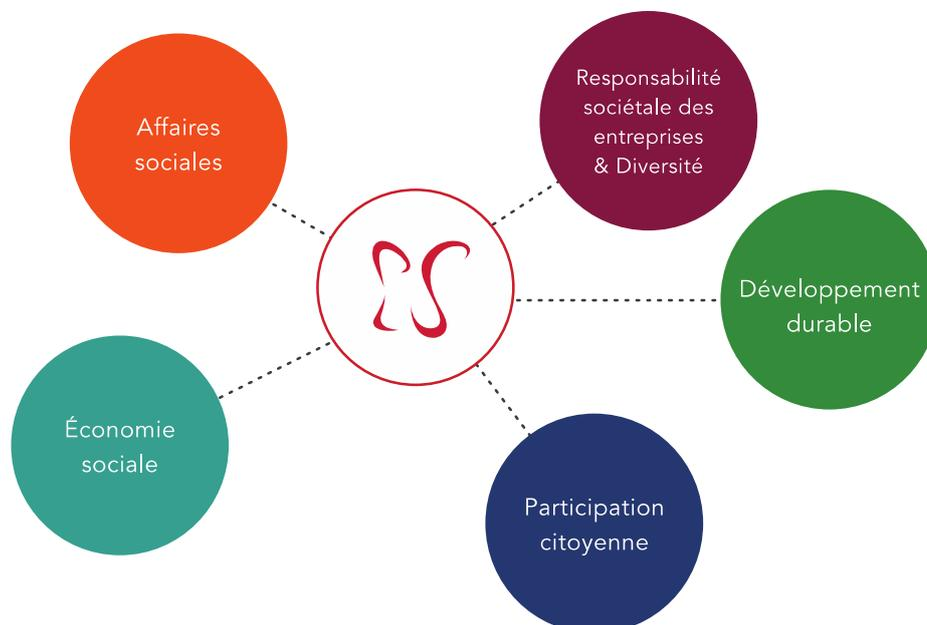 Affaires
sociales
Responsabilité
sociétale des
entreprises
& Diversité
Développement
durable
Économie
sociale
Participation
citoyenne